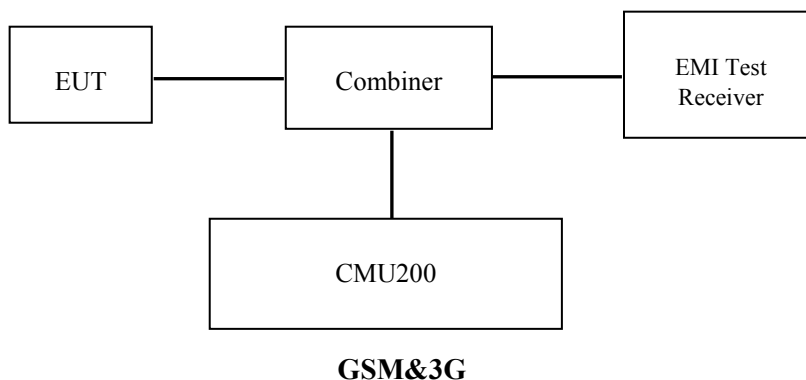 EUT
Combiner
EMI Test
Receiver
CMU200
GSM&3G